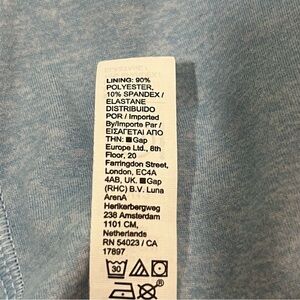 LINING: 90%
POLYESTER,
10% SPANDEX /
ELASTANE
DISTRIBUIDO
POR / Imported
By/Importe Par /
ΕΙΣΑΓΕΤΑΙ ΑΠΟ
ΤΗΝ: ■Gap
Europe Ltd., 8th
Floor, 20
Farringdon Street,
London, EC4A
4AB, UK. ■Gap
(RHC) B.V. Luna
ArenA
Herikerbergweg
238 Amsterdam
1101 CM,
Netherlands
RN 54023 / CA
17897
30